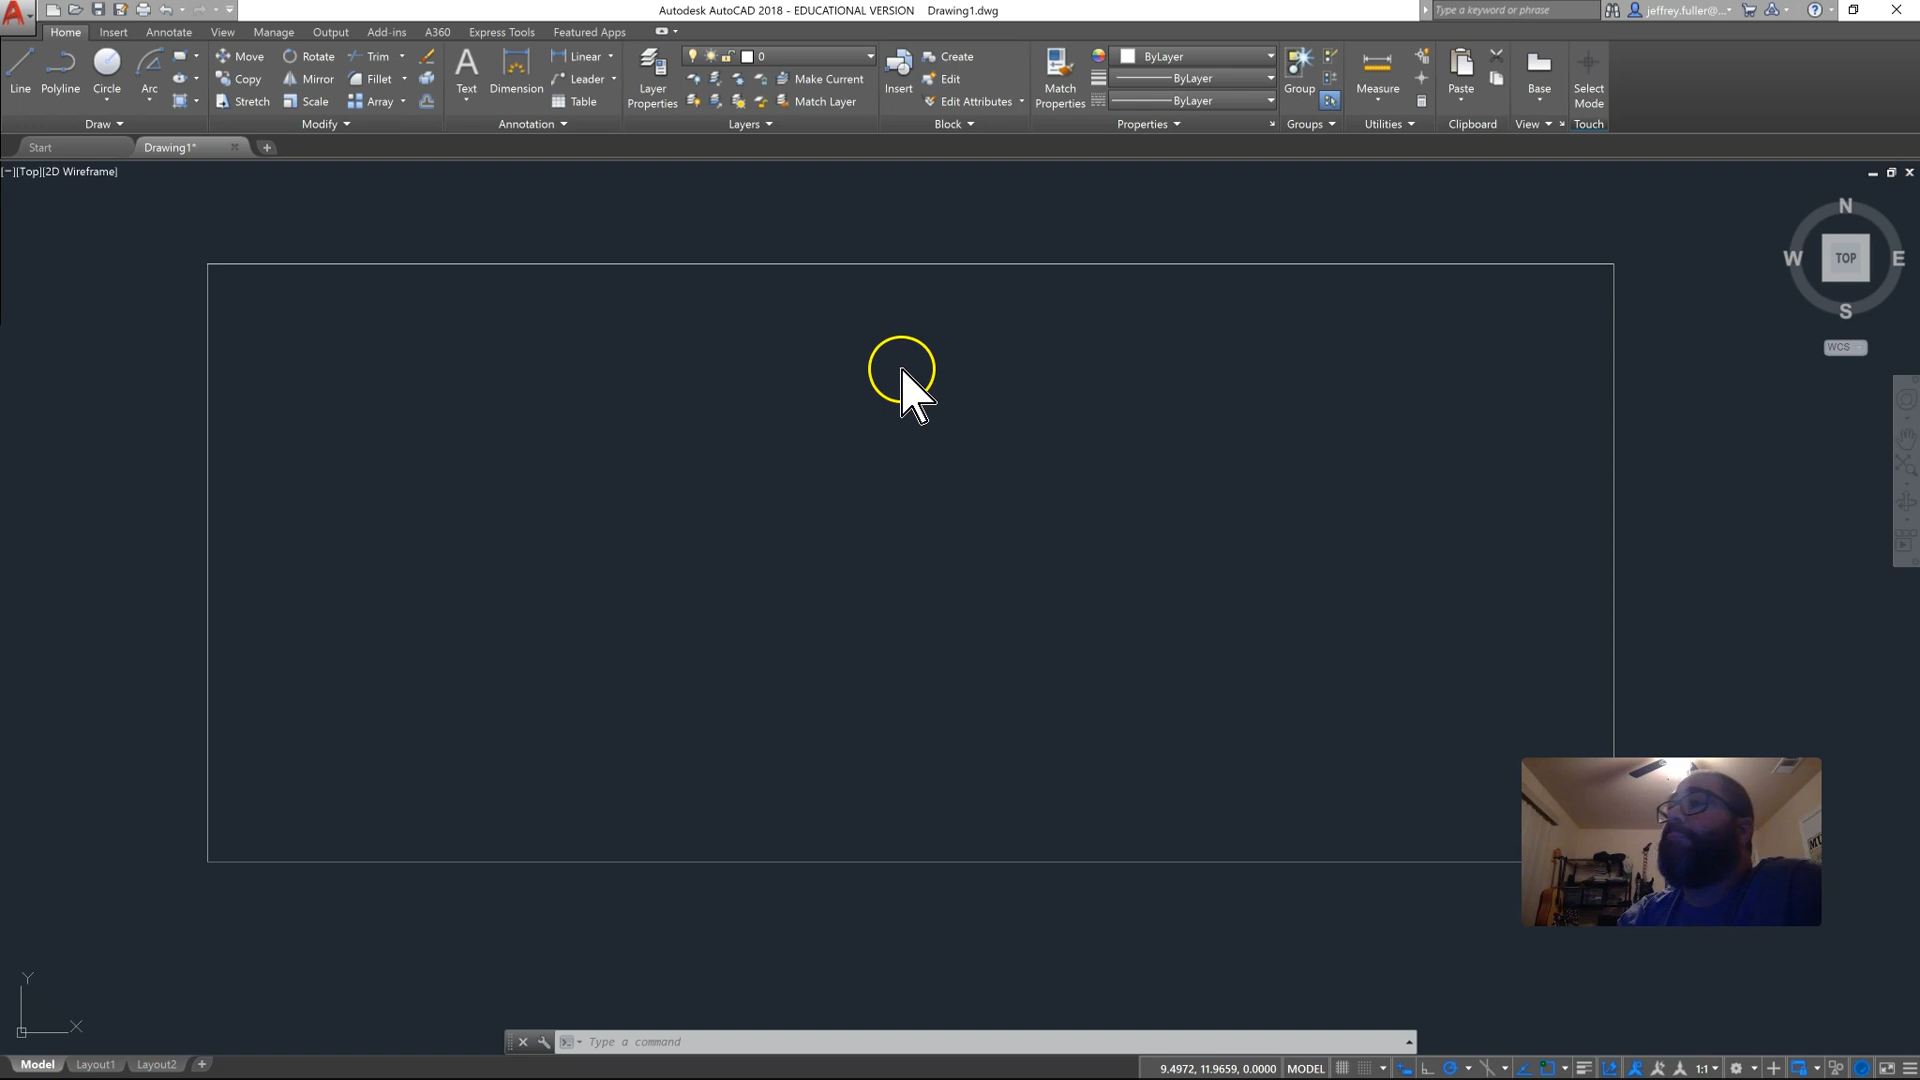 Autodesk AutoCAD 2018 - EDUCATIONAL VERSION Drawing1.dwg
Type a keyword or phrase
jeffrey.fuller@...
Home Insert Annotate View Manage Output Add-ins A360 Express Tools Featured Apps
Line Polyline Circle Arc
Move Rotate Trim
Copy Mirror Fillet
Stretch Scale Array
Text Dimension
Linear
Leader
Table
Layer Properties
0
Make Current
Match Layer
Insert
Create
Edit
Edit Attributes
Match Properties
ByLayer
ByLayer
ByLayer
Group
Measure
Paste
Base
Select Mode
Draw Modify Annotation Layers Block Properties Groups Utilities Clipboard View Touch
Start Drawing1*
[−][Top][2D Wireframe]
N
W TOP E
S
WCS
Y
X
Type a command
Model Layout1 Layout2
9.4972, 11.9659, 0.0000 MODEL 1:1